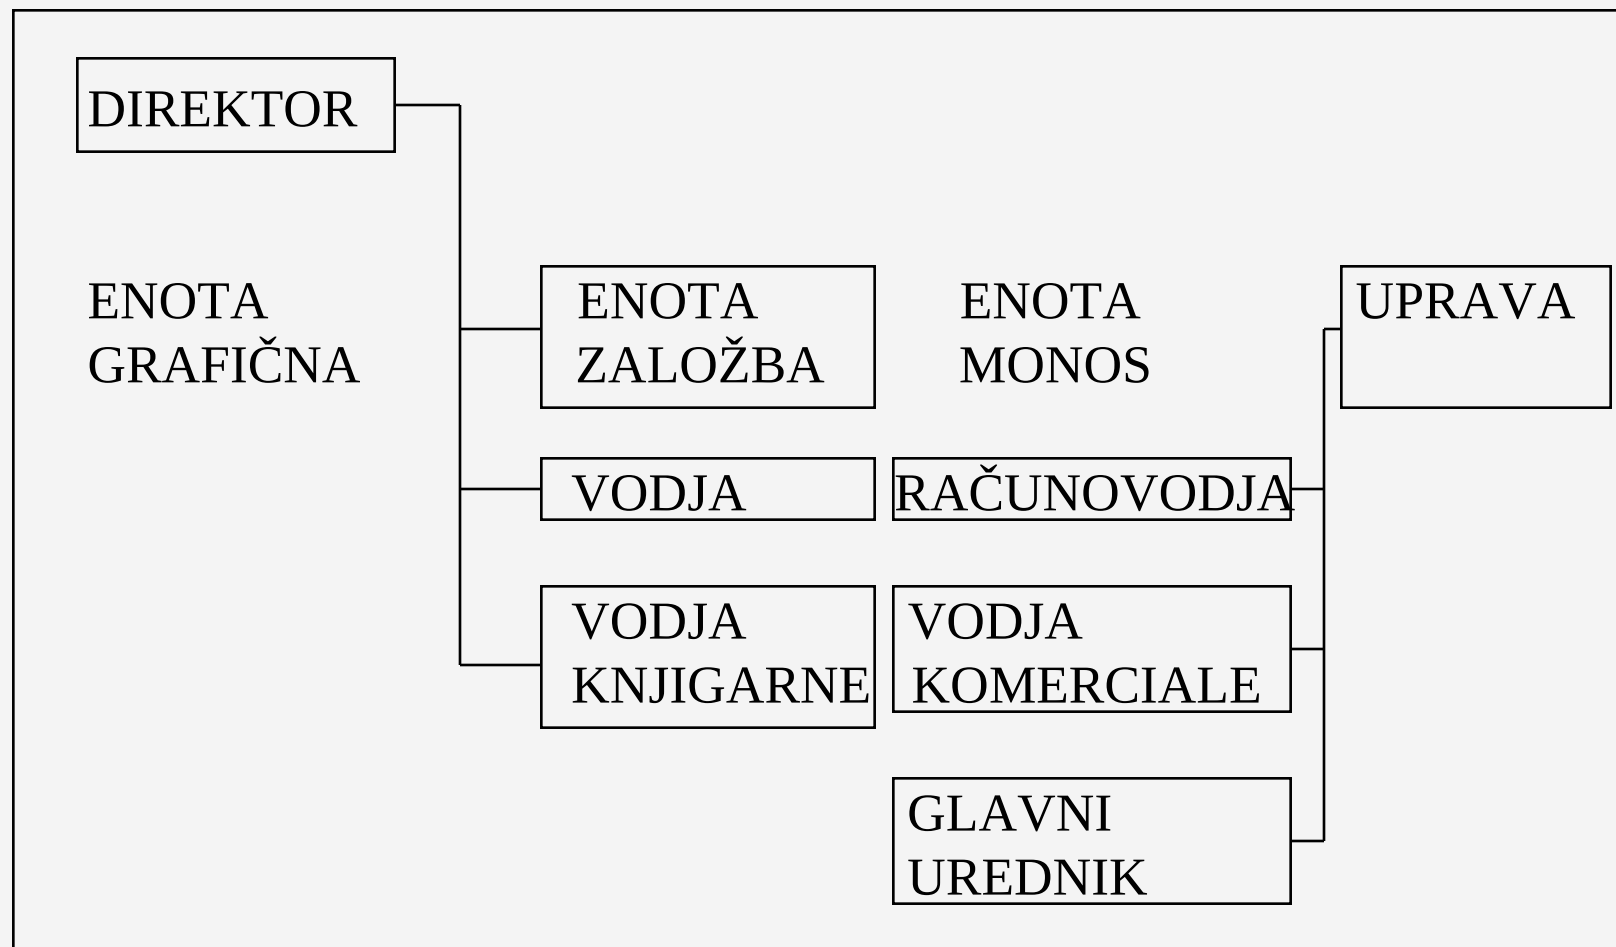 DIREKTOR
ENOTA
GRAFIČNA
ENOTA
ZALOŽBA
ENOTA
MONOS
UPRAVA
VODJA
RAČUNOVODJA
VODJA
KNJIGARNE
VODJA
KOMERCIALE
GLAVNI
UREDNIK